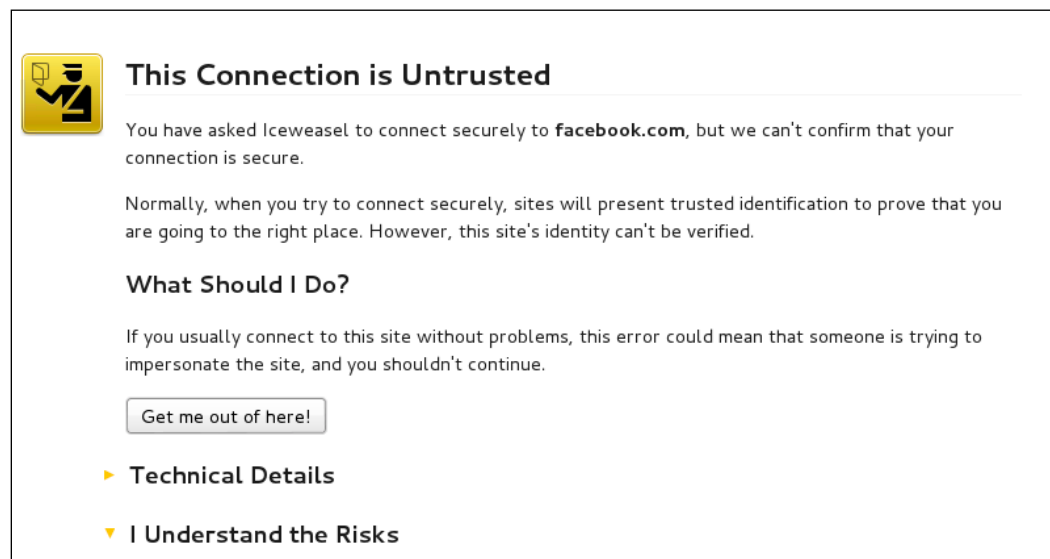 This Connection is Untrusted
You have asked Iceweasel to connect securely to facebook.com, but we can't confirm that your
connection is secure.
Normally, when you try to connect securely, sites will present trusted identification to prove that you
are going to the right place. However, this site's identity can't be verified.
What Should I Do?
If you usually connect to this site without problems, this error could mean that someone is trying to
impersonate the site, and you shouldn't continue.
Get me out of here!
Technical Details
I Understand the Risks